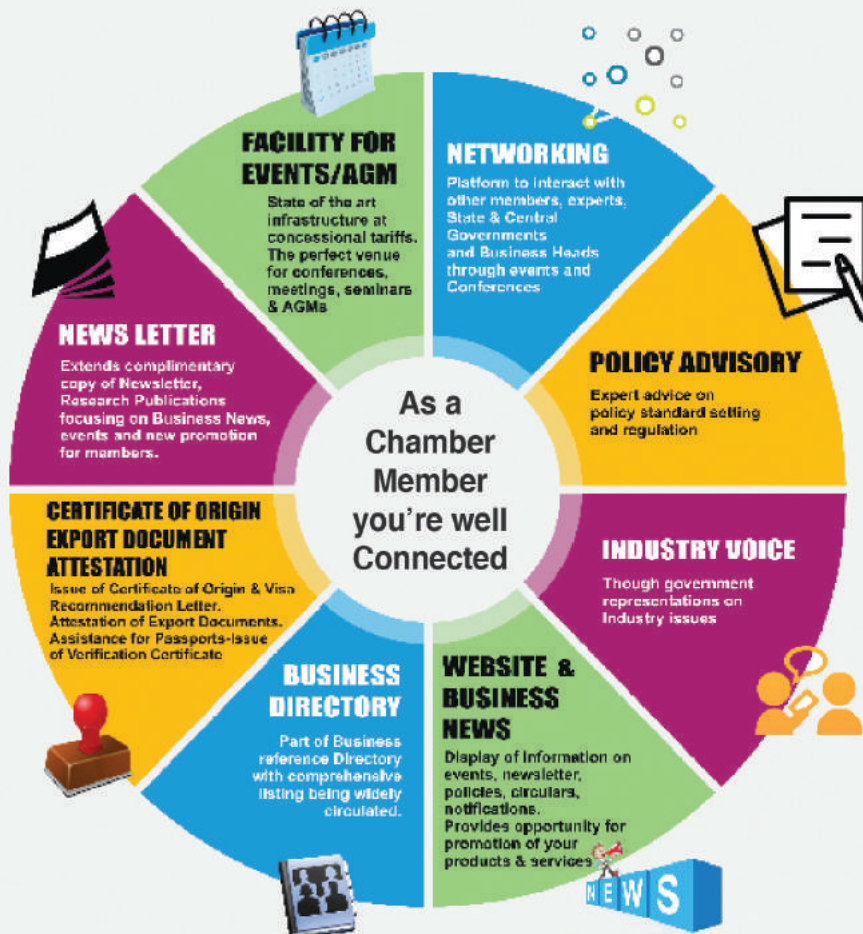 FACILITY FOR
EVENTS/AGM
State of the art
infrastructure at
concessional tariffs.
The perfect venue
for conferences,
meetings, seminars
& AGMs
NETWORKING
Platform to interact with
other members, experts,
State & Central
Governments
and Business Heads
through events and
Conferences
POLICY ADVISORY
Expert advice on
policy standard setting
and regulation
INDUSTRY VOICE
Though government
representations on
Industry issues
WEBSITE &
BUSINESS
NEWS
Display of Information on
events, newsletter,
policies, circulars,
notifications.
Provides opportunity for
promotion of your
products & services
NEWS
BUSINESS
DIRECTORY
Part of Business
reference Directory
with comprehensive
listing being widely
circulated.
CERTIFICATE OF ORIGIN
EXPORT DOCUMENT
ATTESTATION
Issue of Certificate of Origin & Visa
Recommendation Letter.
Attestation of Export Documents.
Assistance for Passports-Issue
of Verification Certificate
NEWS LETTER
Extends complimentary
copy of Newsletter,
Research Publications
focusing on Business News,
events and new promotion
for members.
As a
Chamber
Member
you're well
Connected